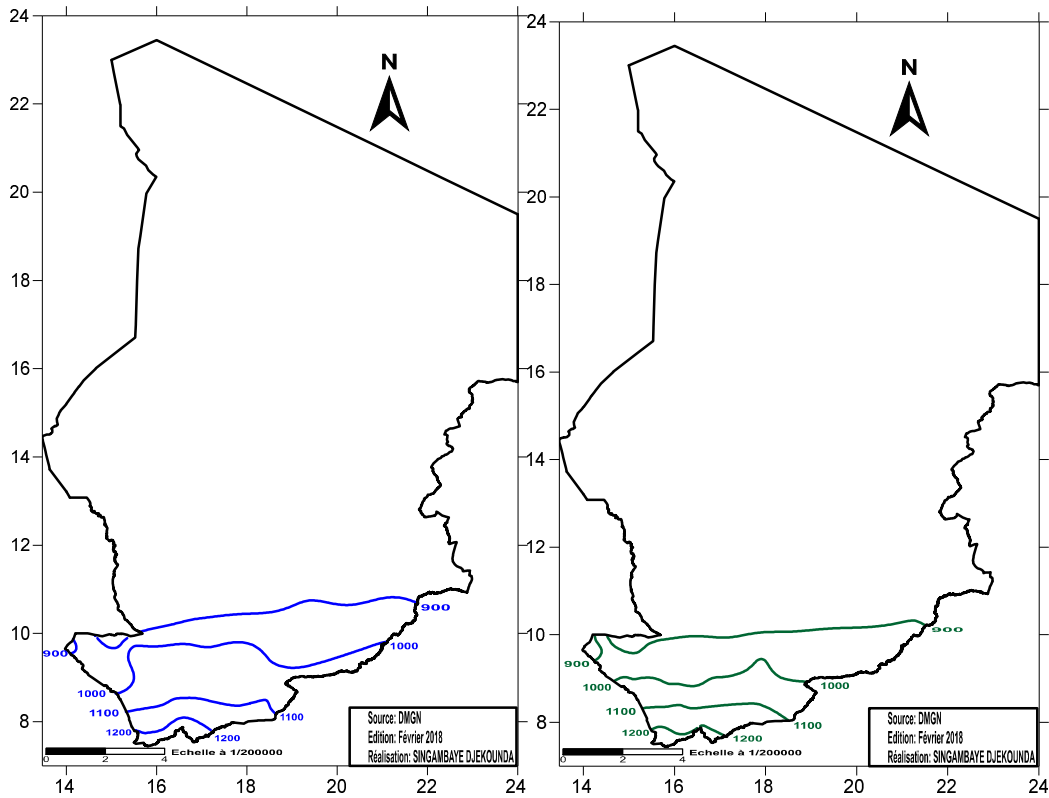 24
22
20
18
16
14
12
10
8
N
900
900
1000
1000
1100
1100
1200
1200
Source: DMGN
Edition: Février 2018
Réalisation: SINGAMBAYE DJEKOUNDA
Echelle à 1/200000
0 2 4
14 16 18 20 22 24
24
22
20
18
16
14
12
10
8
N
900
900
1000
1000
1100
1100
1200
1200
Source: DMGN
Edition: Février 2018
Réalisation: SINGAMBAYE DJEKOUNDA
Echelle à 1/200000
0 2 4
14 16 18 20 22 24